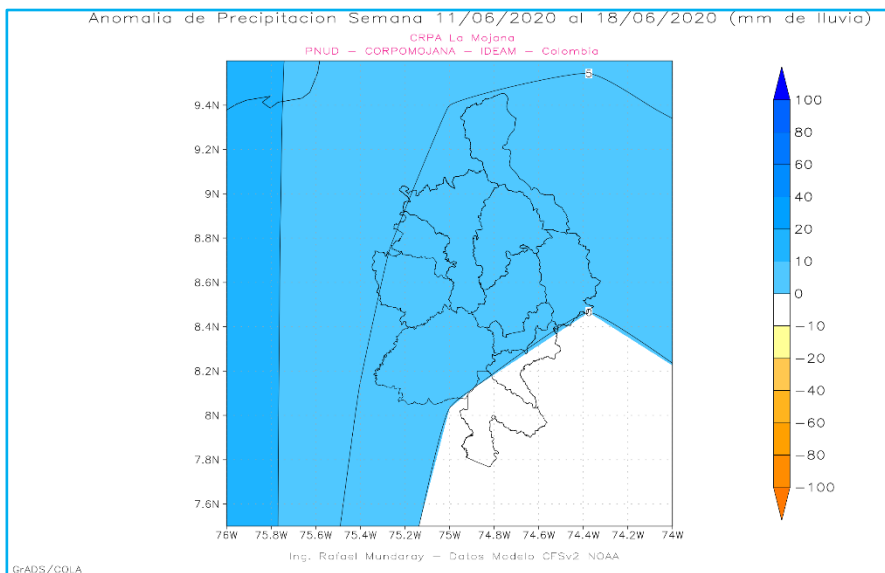 Anomalia de Precipitacion Semana 11/06/2020 al 18/06/2020 (mm de lluvia)
CRPA La Mojana
PNUD – CORPOMOJANA – IDEAM – Colombia
9.4N
9.2N
9N
8.8N
8.6N
8.4N
8.2N
8N
7.8N
7.6N
76W 75.8W 75.6W 75.4W 75.2W 75W 74.8W 74.6W 74.4W 74.2W 74W
100
80
60
40
20
10
0
−10
−20
−40
−60
−80
−100
Ing. Rafael Mundaray – Datos Modelo CFSv2 NOAA
GrADS/COLA